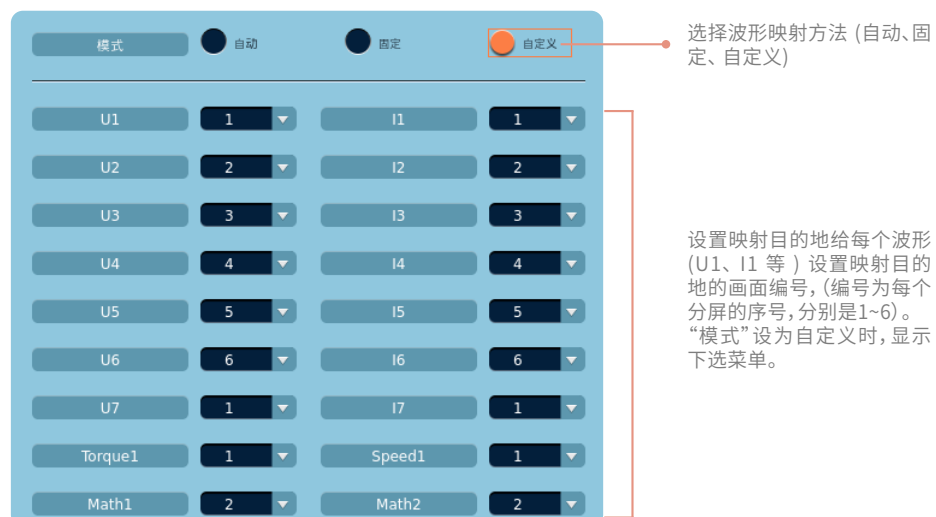 模式 自动 固定 自定义
选择波形映射方法 (自动、固
定、自定义)
U1 1 I1 1
U2 2 I2 2
U3 3 I3 3
U4 4 I4 4
U5 5 I5 5
U6 6 I6 6
U7 1 I7 1
Torque1 1 Speed1 1
Math1 2 Math2 2
设置映射目的地给每个波形
(U1、I1 等 ) 设置映射目的
地的画面编号，(编号为每个
分屏的序号，分别是1~6)。
“模式”设为自定义时，显示
下选菜单。